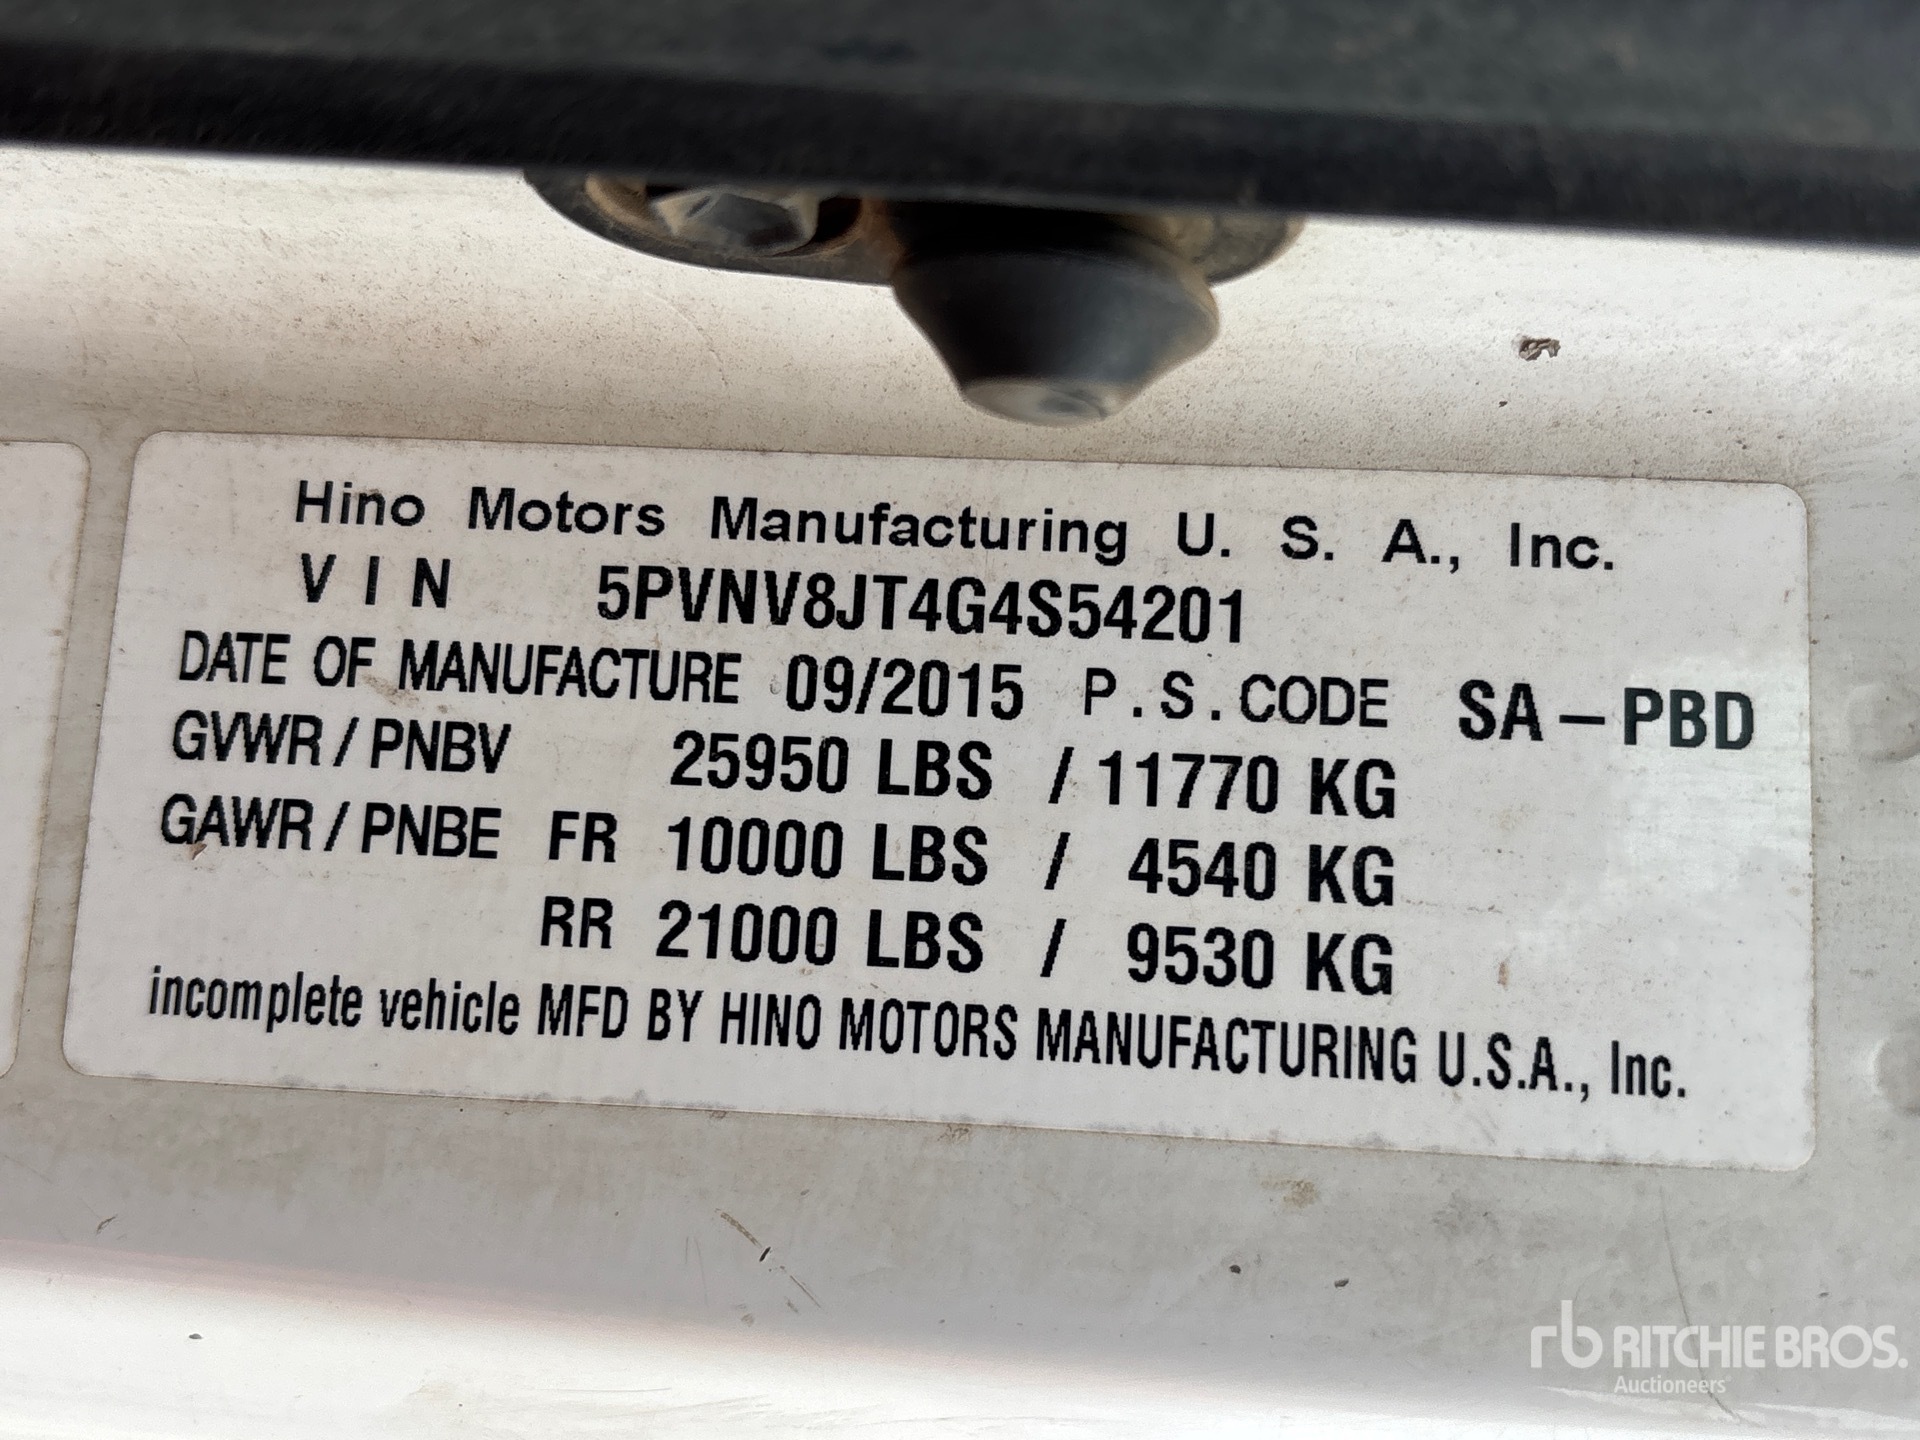 Hino Motors Manufacturing U. S. A., Inc.
VIN 5PVNV8JT4G4S54201
DATE OF MANUFACTURE 09/2015 P.S.CODE SA-PBD
GVWR/PNBV 25950 LBS / 11770 KG
GAWR/PNBE FR 10000 LBS / 4540 KG
RR 21000 LBS / 9530 KG
incomplete vehicle MFD BY HINO MOTORS MANUFACTURING U.S.A., Inc.
rb RITCHIE BROS.
Auctioneers